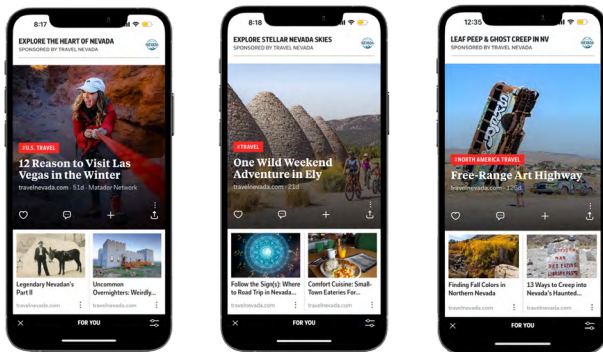 8:17
EXPLORE THE HEART OF NEVADA
SPONSORED BY TRAVEL NEVADA
#U.S. TRAVEL
12 Reason to Visit Las
Vegas in the Winter
travelnevada.com · 51d · Matador Network
Legendary Nevadan's
Part II
Uncommon
Overnighters: Weirdly...
travelnevada.com
travelnevada.com
FOR YOU
8:18
EXPLORE STELLAR NEVADA SKIES
SPONSORED BY TRAVEL NEVADA
#TRAVEL
One Wild Weekend
Adventure in Ely
travelnevada.com · 21d
Follow the Sign(s): Where
to Road Trip in Nevada...
Comfort Cuisine: Small-
Town Eateries For...
travelnevada.com
travelnevada.com
FOR YOU
12:35
LEAF PEEP & GHOST CREEP IN NV
SPONSORED BY TRAVEL NEVADA
#NORTH AMERICA TRAVEL
Free-Range Art Highway
travelnevada.com · 125d
Finding Fall Colors in
Northern Nevada
13 Ways to Creep into
Nevada's Haunted...
travelnevada.com
travelnevada.com
FOR YOU